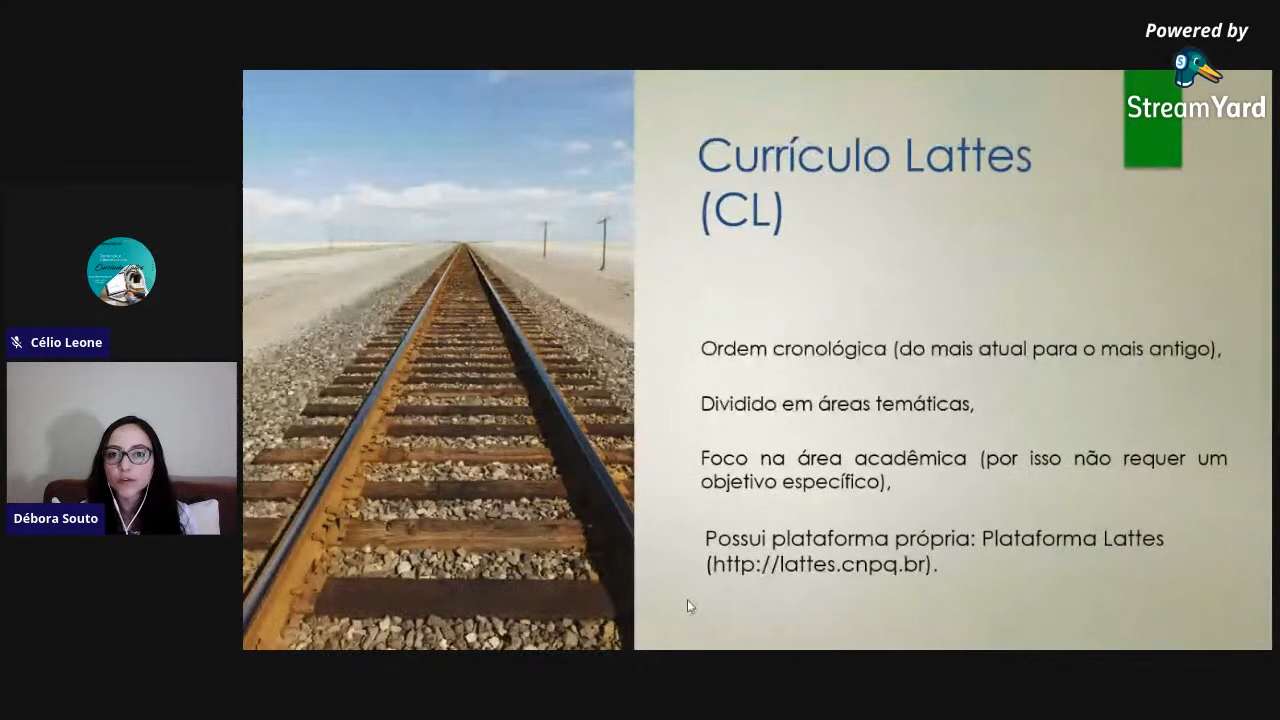 Powered by
StreamYard
Currículo Lattes
(CL)
Ordem cronológica (do mais atual para o mais antigo),
Dividido em áreas temáticas,
Foco na área acadêmica (por isso não requer um
objetivo específico),
Possui plataforma própria: Plataforma Lattes
(http://lattes.cnpq.br).
Célio Leone
Débora Souto